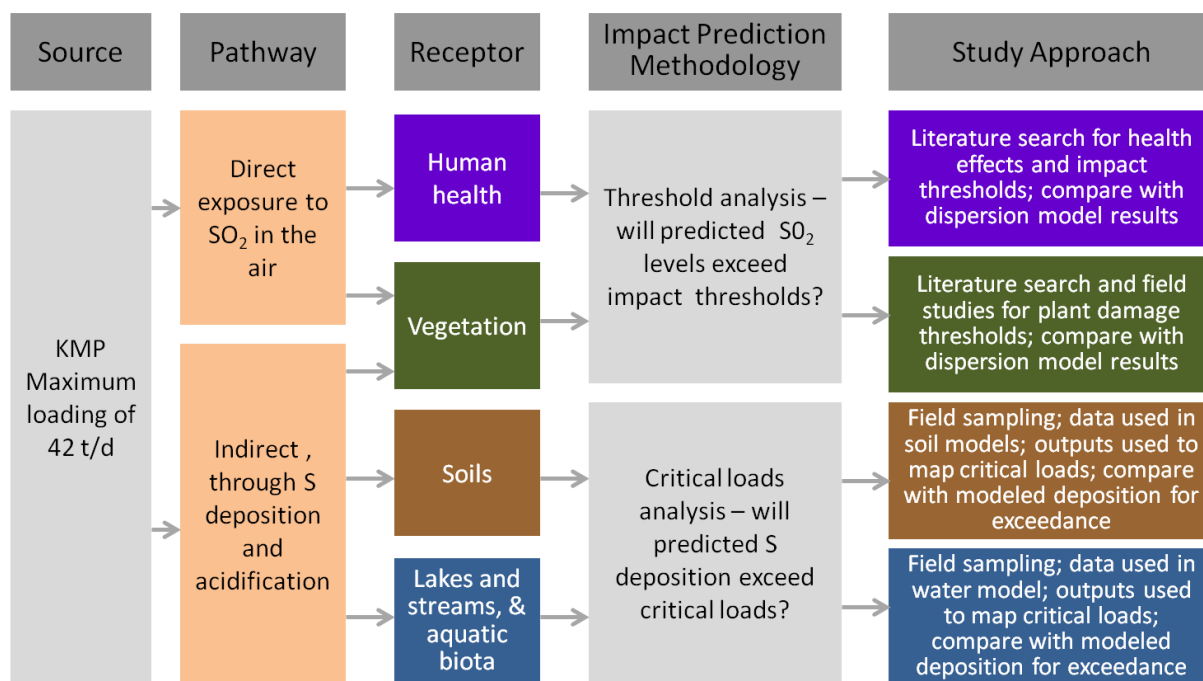 Source
Pathway
Receptor
Impact Prediction
Methodology
Study Approach
KMP
Maximum
loading of
42 t/d
Direct
exposure to
SO₂ in the
air
Indirect ,
through S
deposition
and
acidification
Human
health
Vegetation
Soils
Lakes and
streams, &
aquatic
biota
Threshold analysis –
will predicted S0₂
levels exceed
impact thresholds?
Critical loads
analysis – will
predicted S
deposition exceed
critical loads?
Literature search for health
effects and impact
thresholds; compare with
dispersion model results
Literature search and field
studies for plant damage
thresholds; compare with
dispersion model results
Field sampling; data used in
soil models; outputs used to
map critical loads; compare
with modeled deposition for
exceedance
Field sampling; data used in
water model; outputs used
to map critical loads;
compare with modeled
deposition for exceedance